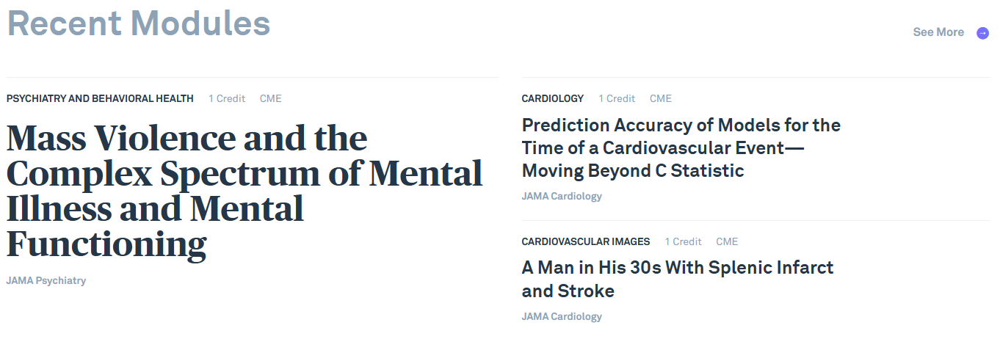 Recent Modules
See More
PSYCHIATRY AND BEHAVIORAL HEALTH 1 Credit CME
Mass Violence and the
Complex Spectrum of Mental
Illness and Mental
Functioning
JAMA Psychiatry
CARDIOLOGY 1 Credit CME
Prediction Accuracy of Models for the
Time of a Cardiovascular Event—
Moving Beyond C Statistic
JAMA Cardiology
CARDIOVASCULAR IMAGES 1 Credit CME
A Man in His 30s With Splenic Infarct
and Stroke
JAMA Cardiology